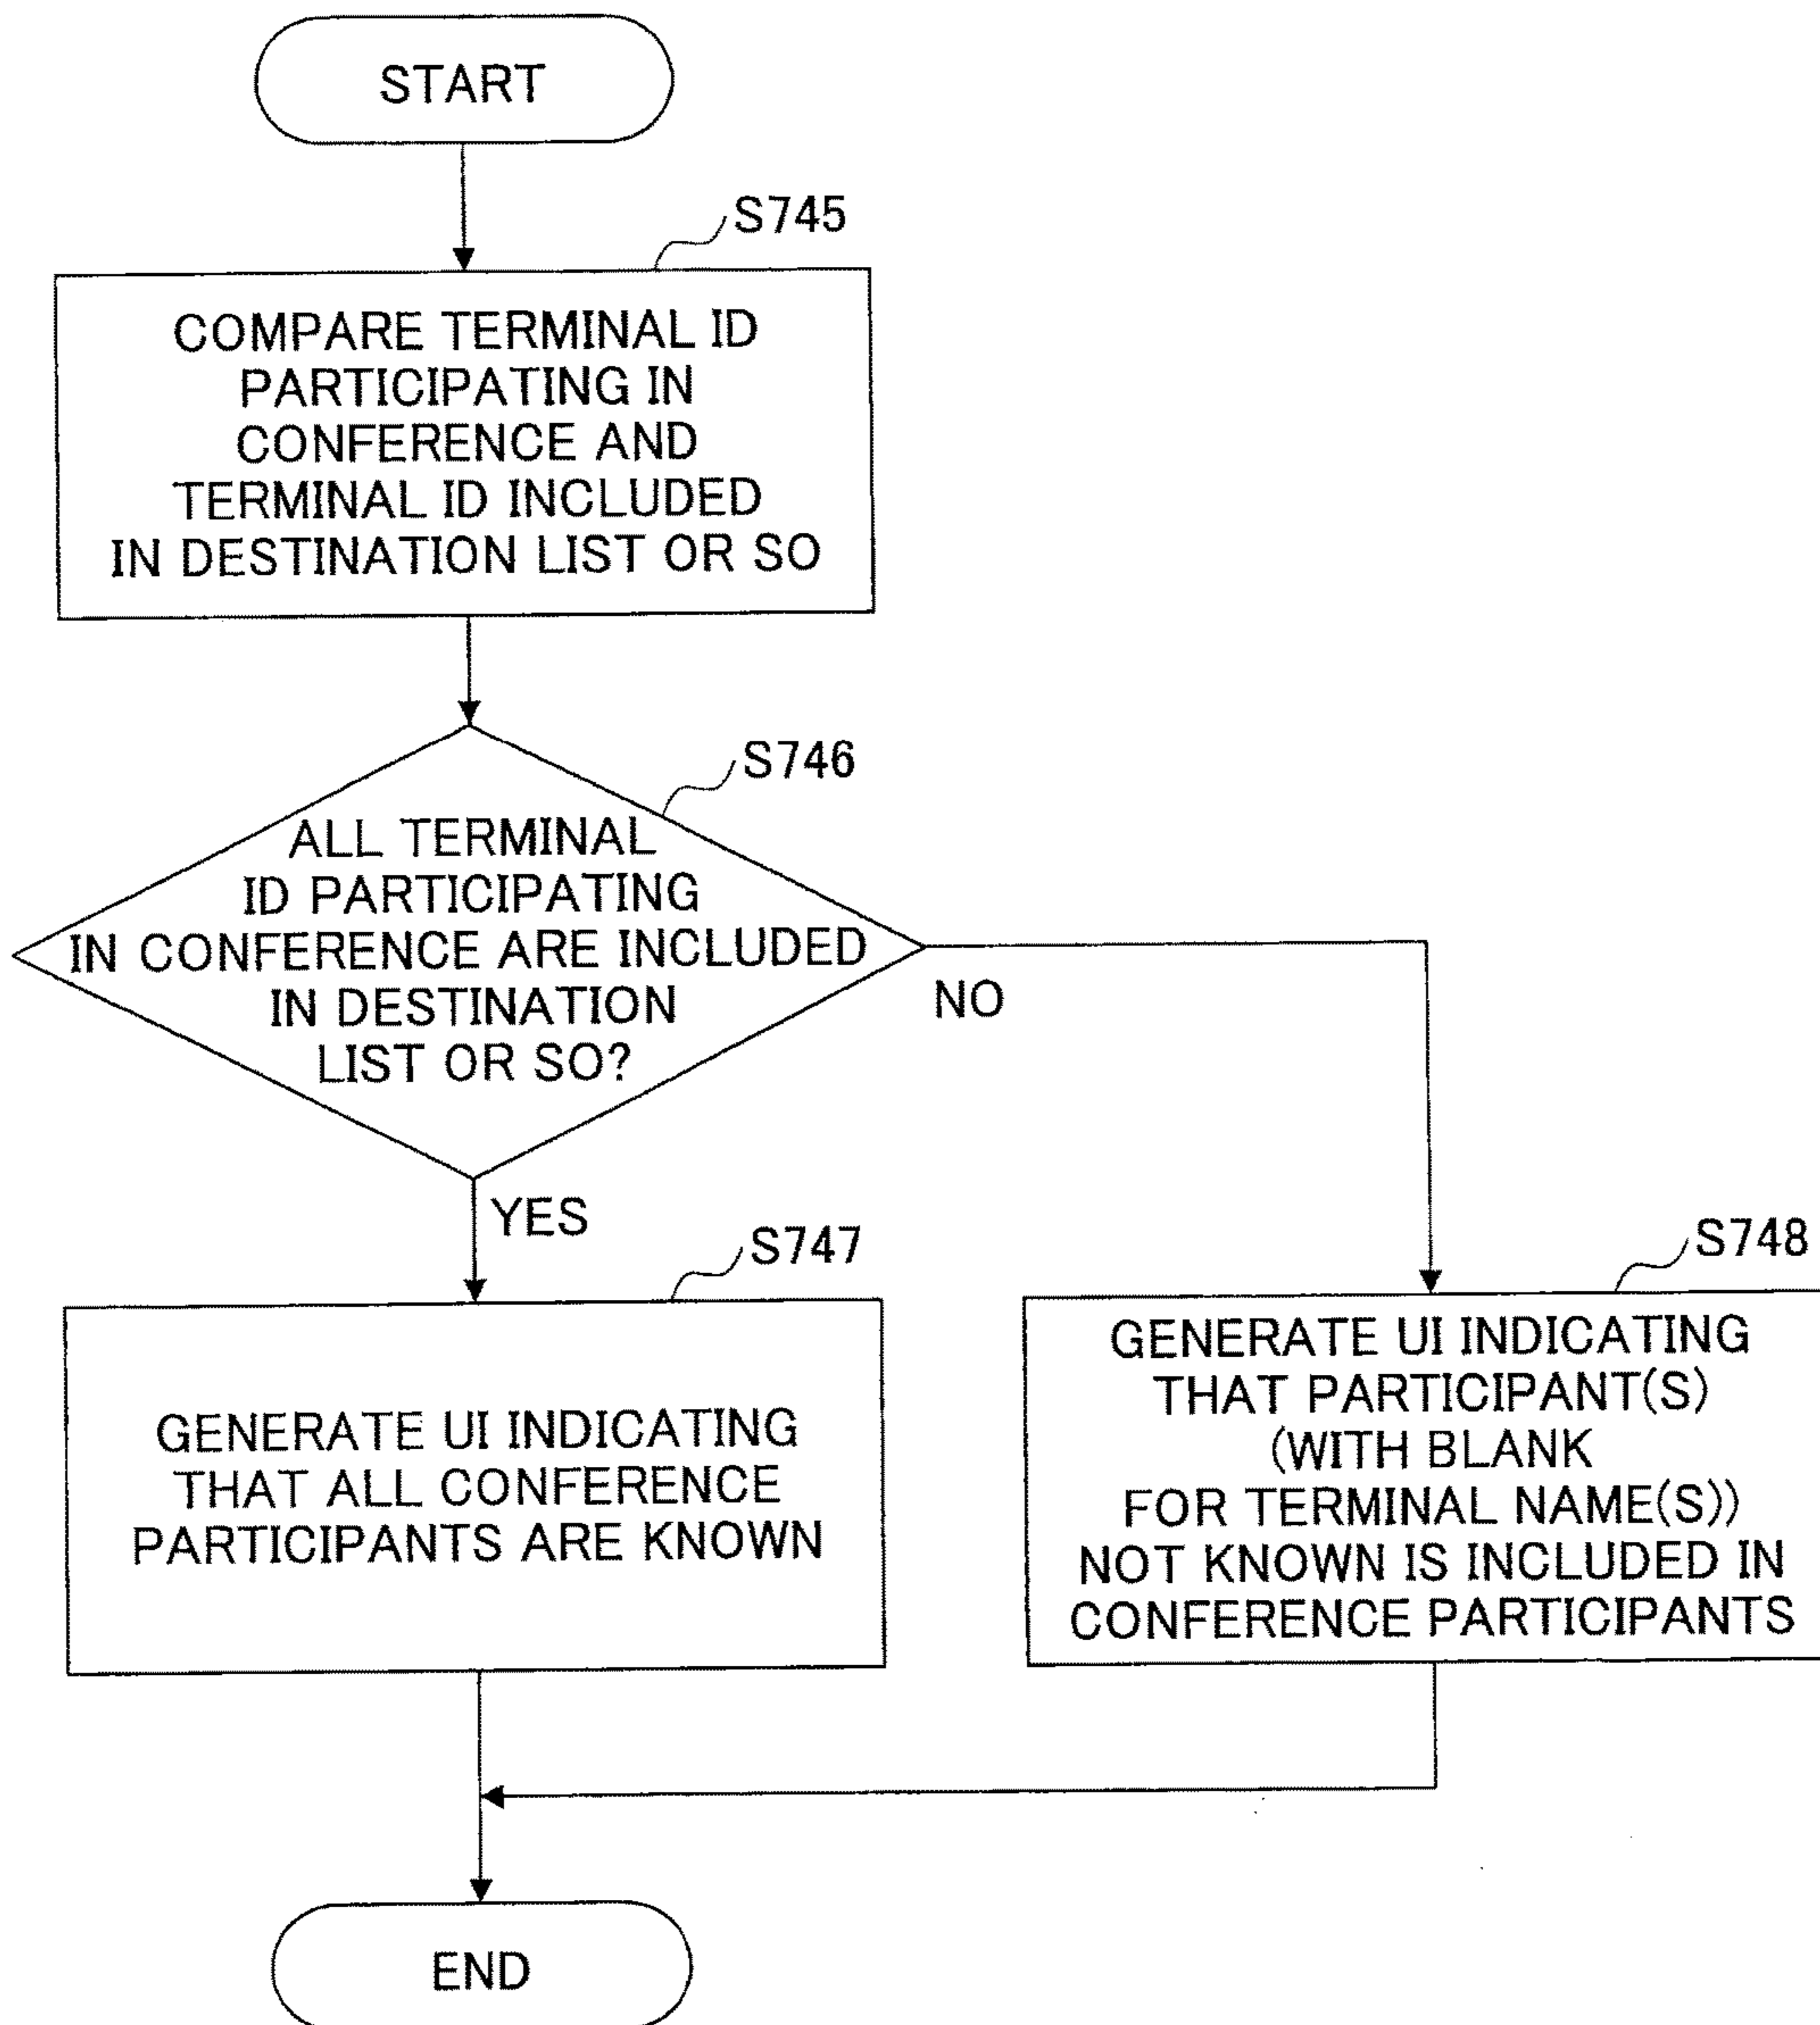 START
S745
COMPARE TERMINAL ID
PARTICIPATING IN
CONFERENCE AND
TERMINAL ID INCLUDED
IN DESTINATION LIST OR SO
S746
ALL TERMINAL
ID PARTICIPATING
IN CONFERENCE ARE INCLUDED
IN DESTINATION
LIST OR SO?
NO
YES
S747
GENERATE UI INDICATING
THAT ALL CONFERENCE
PARTICIPANTS ARE KNOWN
S748
GENERATE UI INDICATING
THAT PARTICIPANT(S)
(WITH BLANK
FOR TERMINAL NAME(S))
NOT KNOWN IS INCLUDED IN
CONFERENCE PARTICIPANTS
END